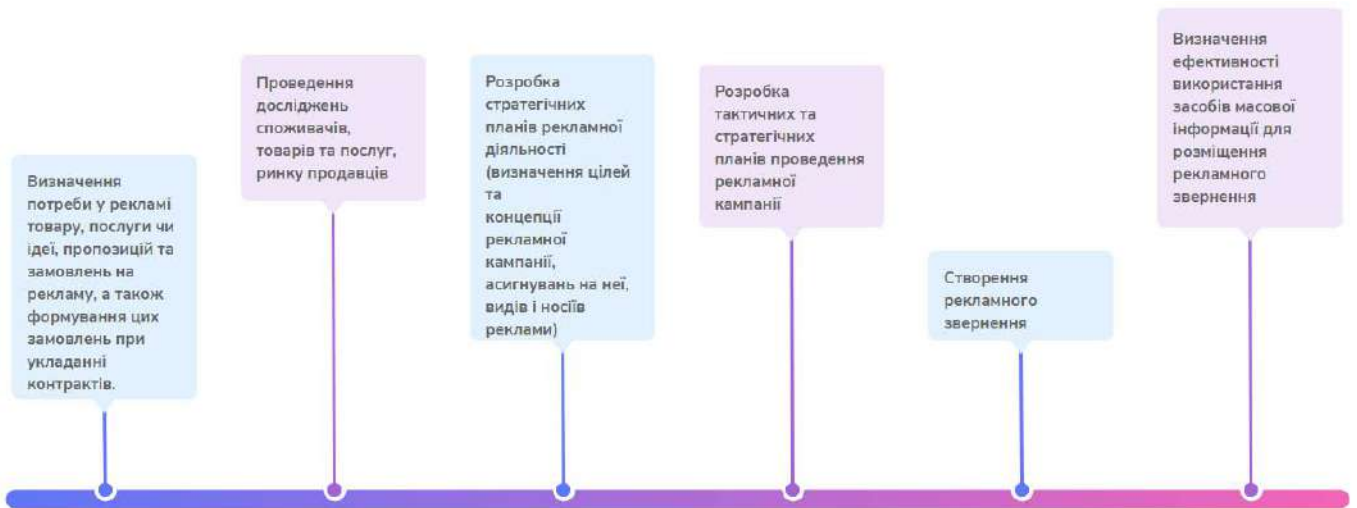 Визначення
потреби у рекламі
товару, послуги чи
ідеї, пропозицій та
замовлень на
рекламу, а також
формування цих
замовлень при
укладанні
контрактів.
Проведення
досліджень
споживачів,
товарів та послуг,
ринку продавців
Розробка
стратегічних
планів рекламної
діяльності
(визначення цілей
та
концепції
рекламної
кампанії,
асигнувань на неї,
видів і носіїв
реклами)
Розробка
тактичних та
стратегічних
планів проведення
рекламної
кампанії
Створення
рекламного
звернення
Визначення
ефективності
використання
засобів масової
інформації для
розміщення
рекламного
звернення